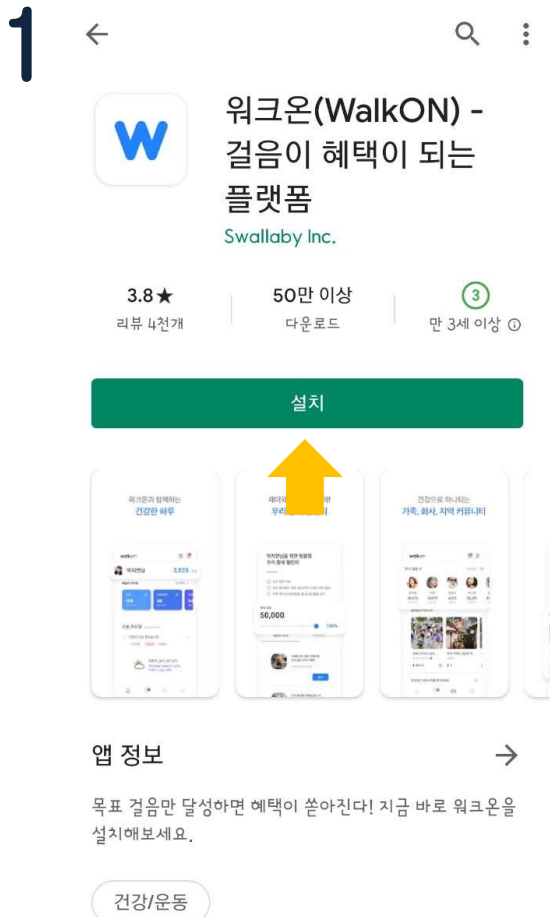 1
워크온(WalkON) -
걸음이 혜택이 되는
플랫폼
Swallaby Inc.
3.8★
리뷰 4천개
50만 이상
다운로드
3
만 3세 이상
설치
워크온과 함께하는
건강한 하루
건강으로 하나되는
가족, 회사, 지역 커뮤니티
walkon
3,525
50,000
100%
walkon
앱 정보
목표 걸음만 달성하면 혜택이 쏟아진다! 지금 바로 워크온을
설치해보세요.
건강/운동